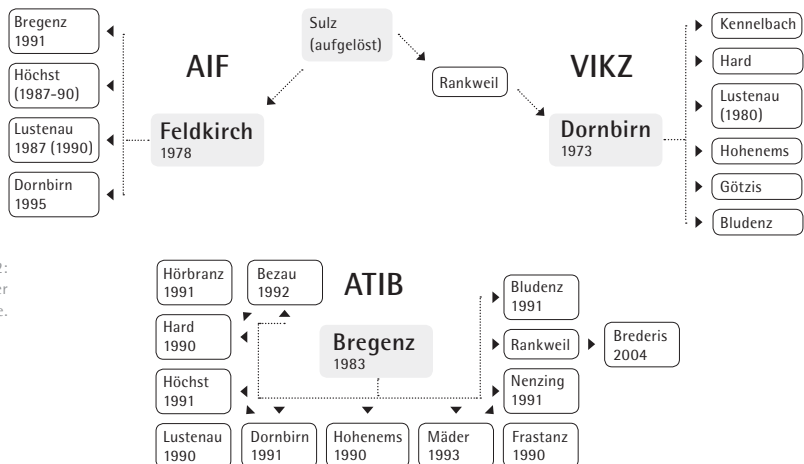 Bregenz
1991
Höchst
(1987-90)
Lustenau
1987 (1990)
Dornbirn
1995
AIF
Feldkirch
1978
Sulz
(aufgelöst)
Rankweil
VIKZ
Dornbirn
1973
Kennelbach
Hard
Lustenau
(1980)
Hohenems
Götzis
Bludenz
2:
er
e.
Hörbranz
1991
Bezau
1992
ATIB
Hard
1990
Bregenz
1983
Höchst
1991
Bludenz
1991
Rankweil
Brederis
2004
Nenzing
1991
Lustenau
1990
Dornbirn
1991
Hohenems
1990
Mäder
1993
Frastanz
1990